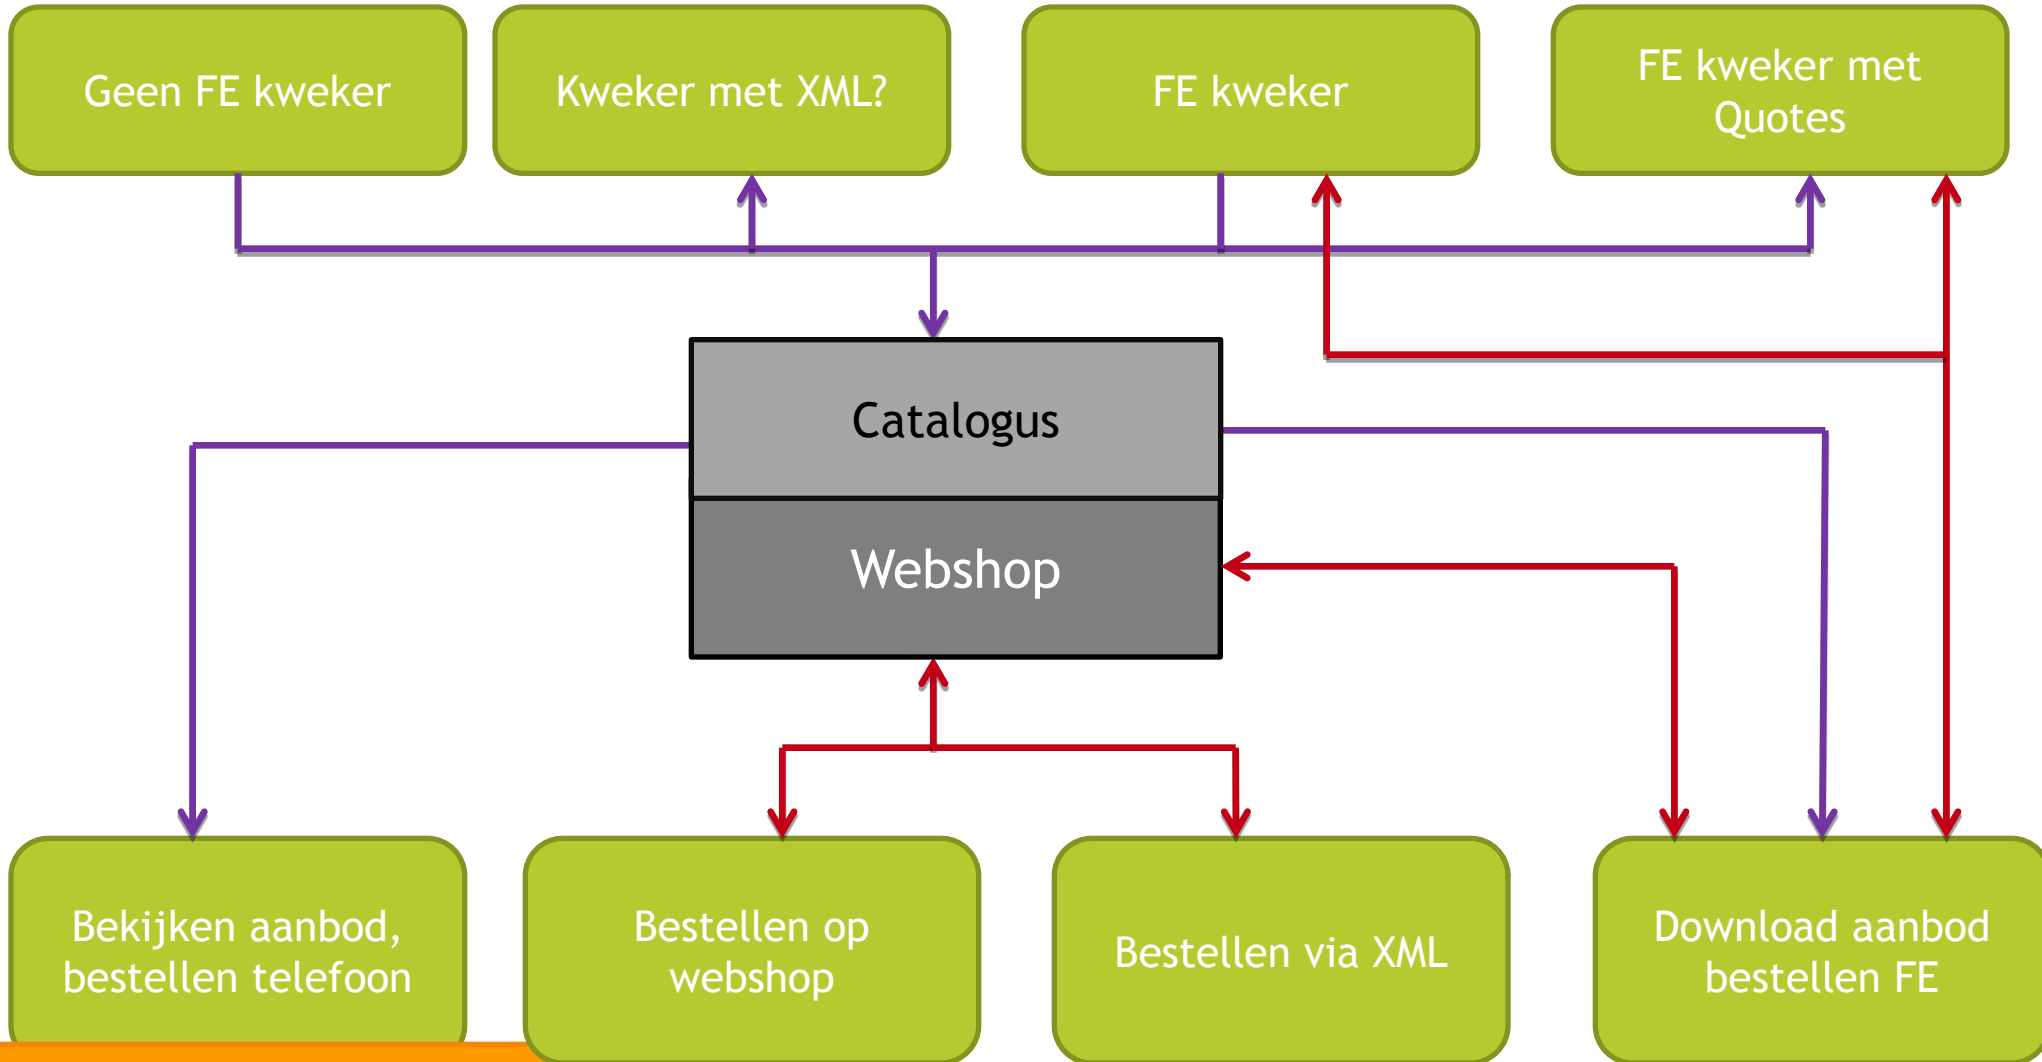 Geen FE kweker
Kweker met XML?
FE kweker
FE kweker met
Quotes
Catalogus
Webshop
Bekijken aanbod,
bestellen telefoon
Bestellen op
webshop
Bestellen via XML
Download aanbod
bestellen FE